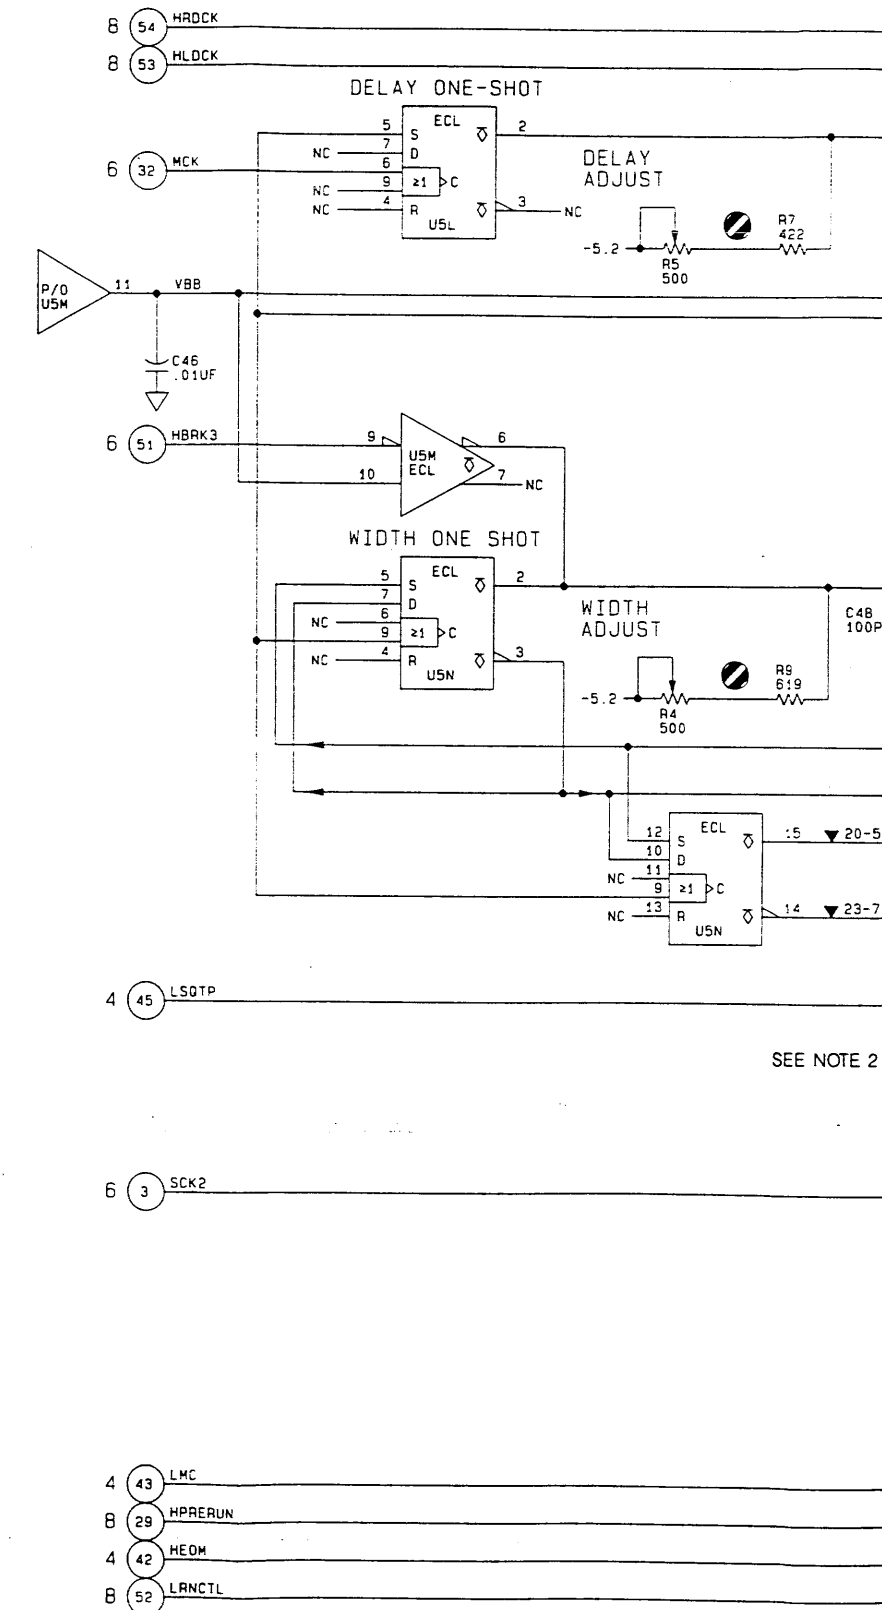 8 54 HRDCK
8 53 HLDCK
DELAY ONE-SHOT
ECL
5 S 2
NC 7 D
6 32 MCK 6
NC 9 ≥1 C
NC 4 R 3 NC
U5L
DELAY
ADJUST
-5.2
R5
500
R7
422
P/O
U5M
11 VBB
C46
.01UF
6 51 HBRK3 9 6
U5M
ECL
10 7 NC
WIDTH ONE SHOT
ECL
5 S 2
7 D
NC 6
9 ≥1 C
NC 4 R 3
U5N
WIDTH
ADJUST
C48
100P
-5.2
R4
500
R9
619
ECL
12 S 15 20-5
10 D
NC 11
9 ≥1 C
NC 13 R 14 23-7
U5N
4 45 LSQTP
SEE NOTE 2
6 3 SCK2
4 43 LMC
8 29 HPRERUN
4 42 HEOM
8 52 LRNCTL